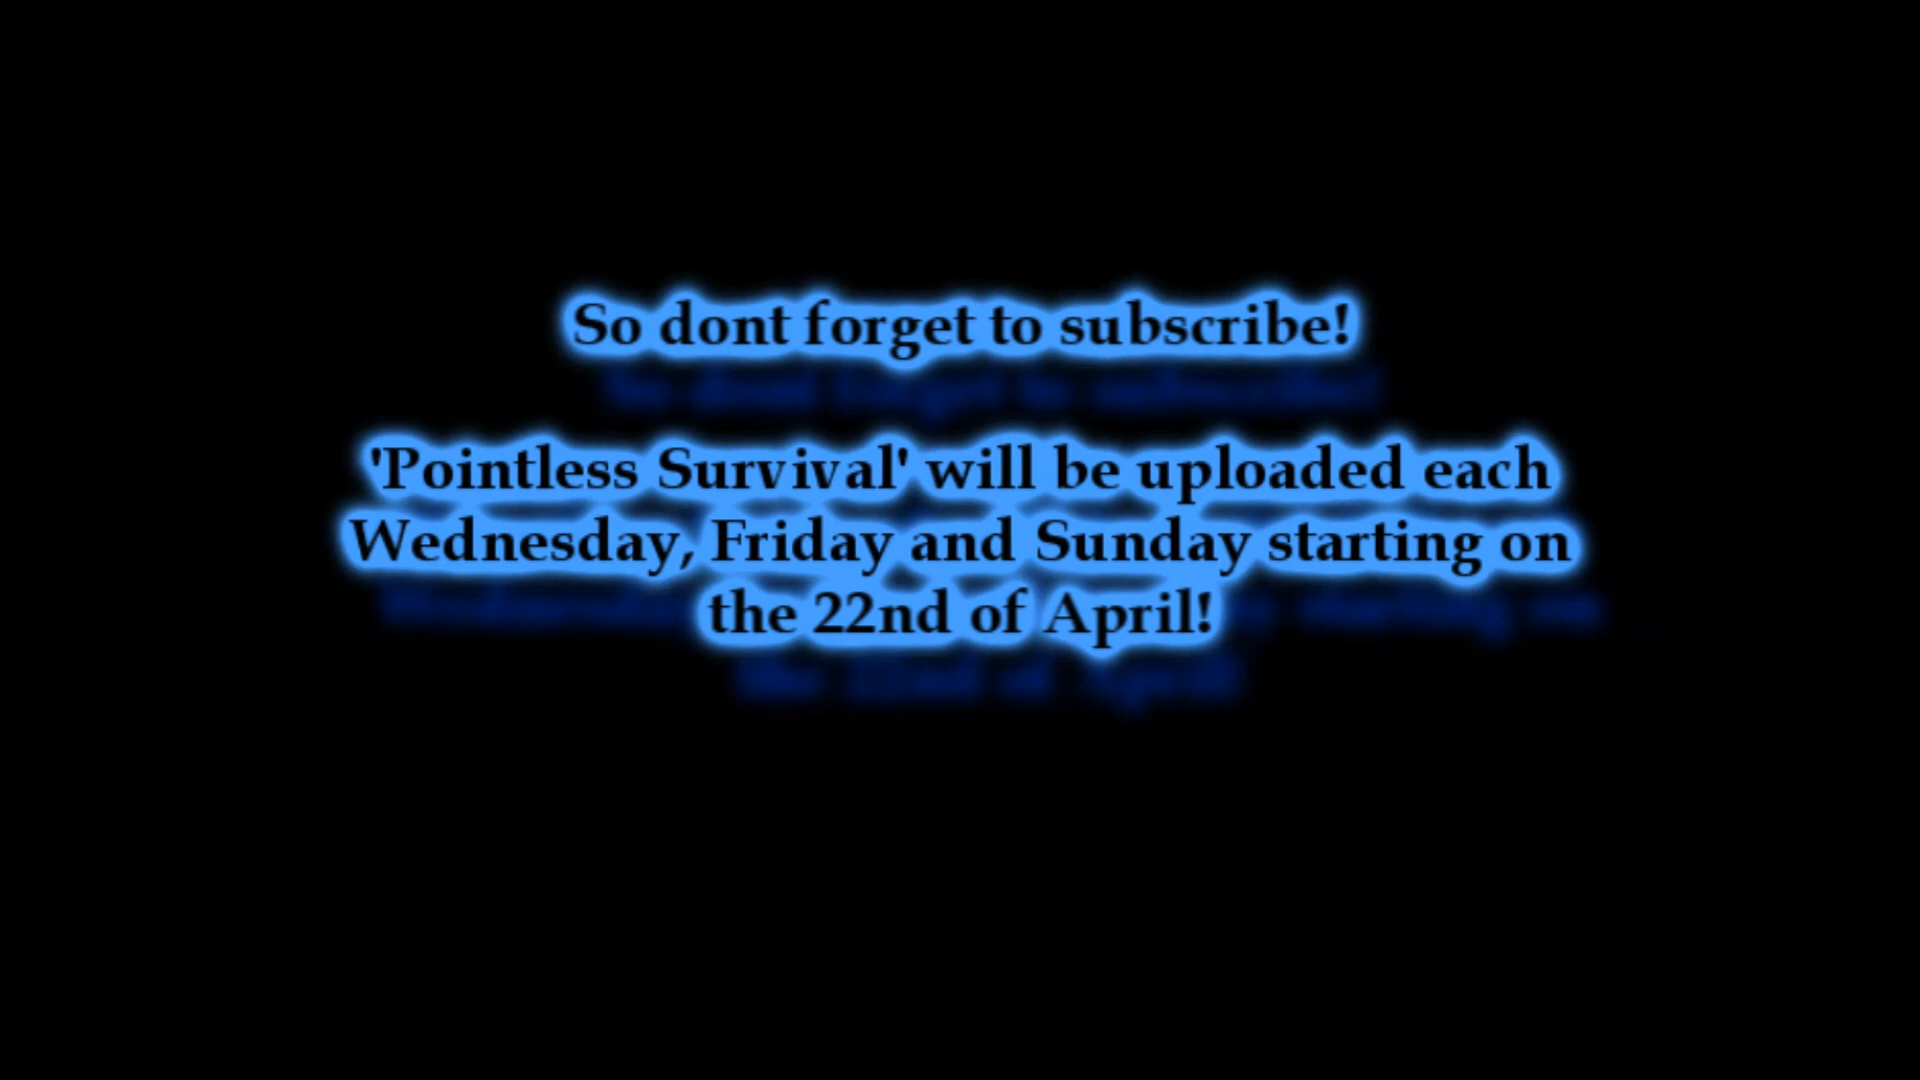 So dont forget to subscribe!
'Pointless Survival' will be uploaded each
Wednesday, Friday and Sunday starting on
the 22nd of April!